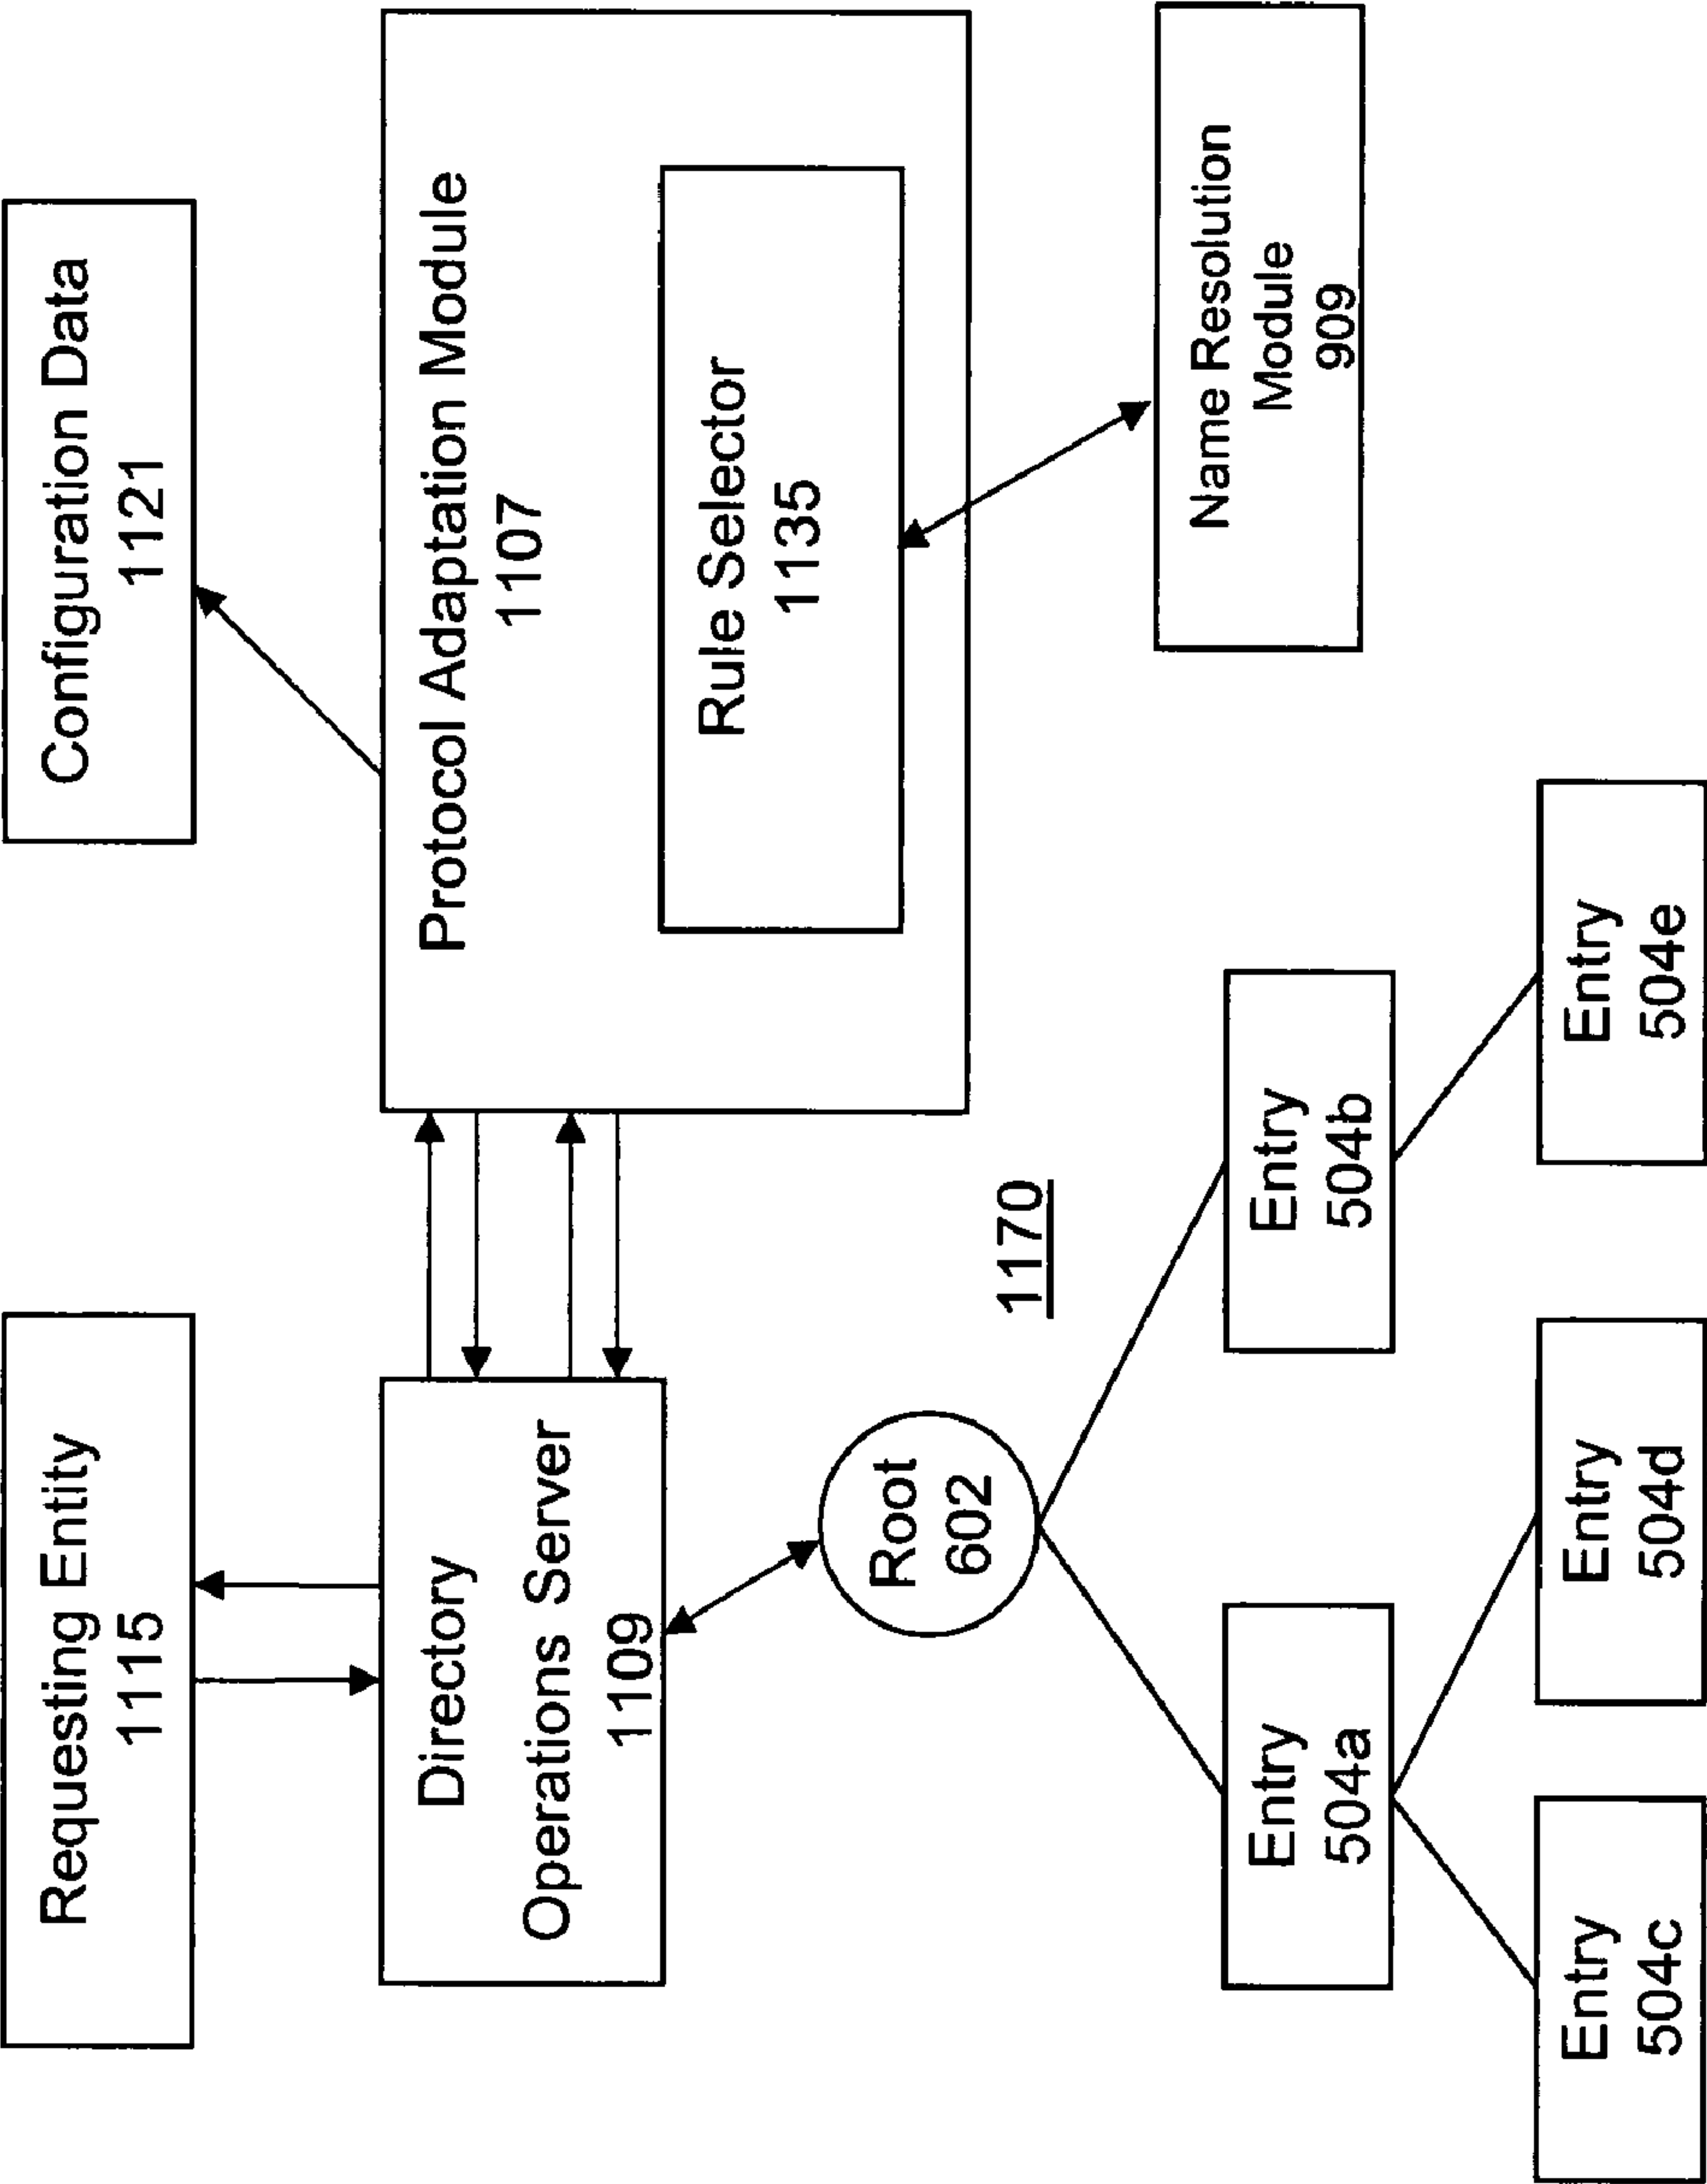 Requesting Entity
1115
Configuration Data
1121
Directory
Operations Server
1109
Protocol Adaptation Module
1107
Rule Selector
1135
Root
602
1170
Name Resolution
Module
909
Entry
504a
Entry
504b
Entry
504c
Entry
504d
Entry
504e